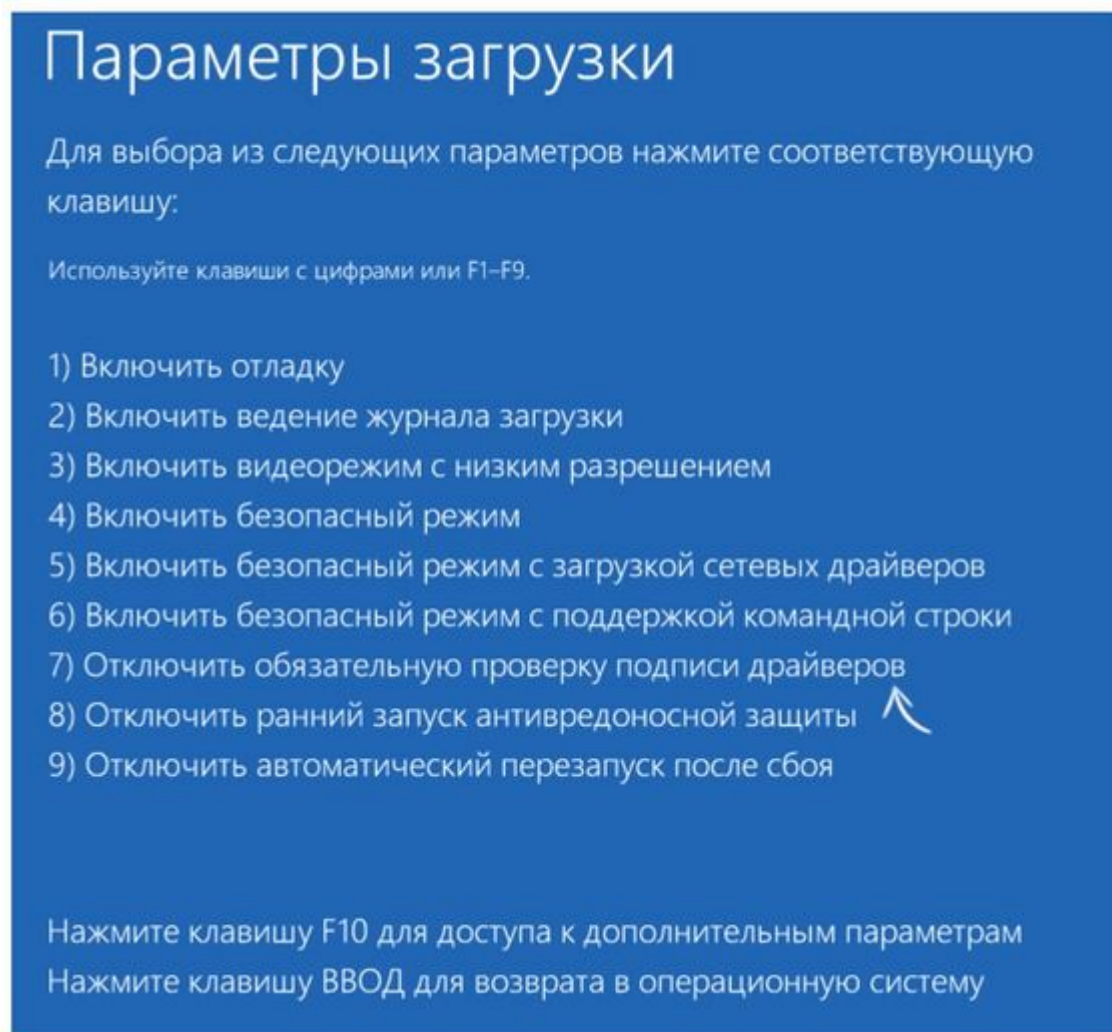 Параметры загрузки
Для выбора из следующих параметров нажмите соответствующую
клавишу:
Используйте клавиши с цифрами или F1–F9.
1) Включить отладку
2) Включить ведение журнала загрузки
3) Включить видеорежим с низким разрешением
4) Включить безопасный режим
5) Включить безопасный режим с загрузкой сетевых драйверов
6) Включить безопасный режим с поддержкой командной строки
7) Отключить обязательную проверку подписи драйверов
8) Отключить ранний запуск антивредоносной защиты
9) Отключить автоматический перезапуск после сбоя
Нажмите клавишу F10 для доступа к дополнительным параметрам
Нажмите клавишу ВВОД для возврата в операционную систему